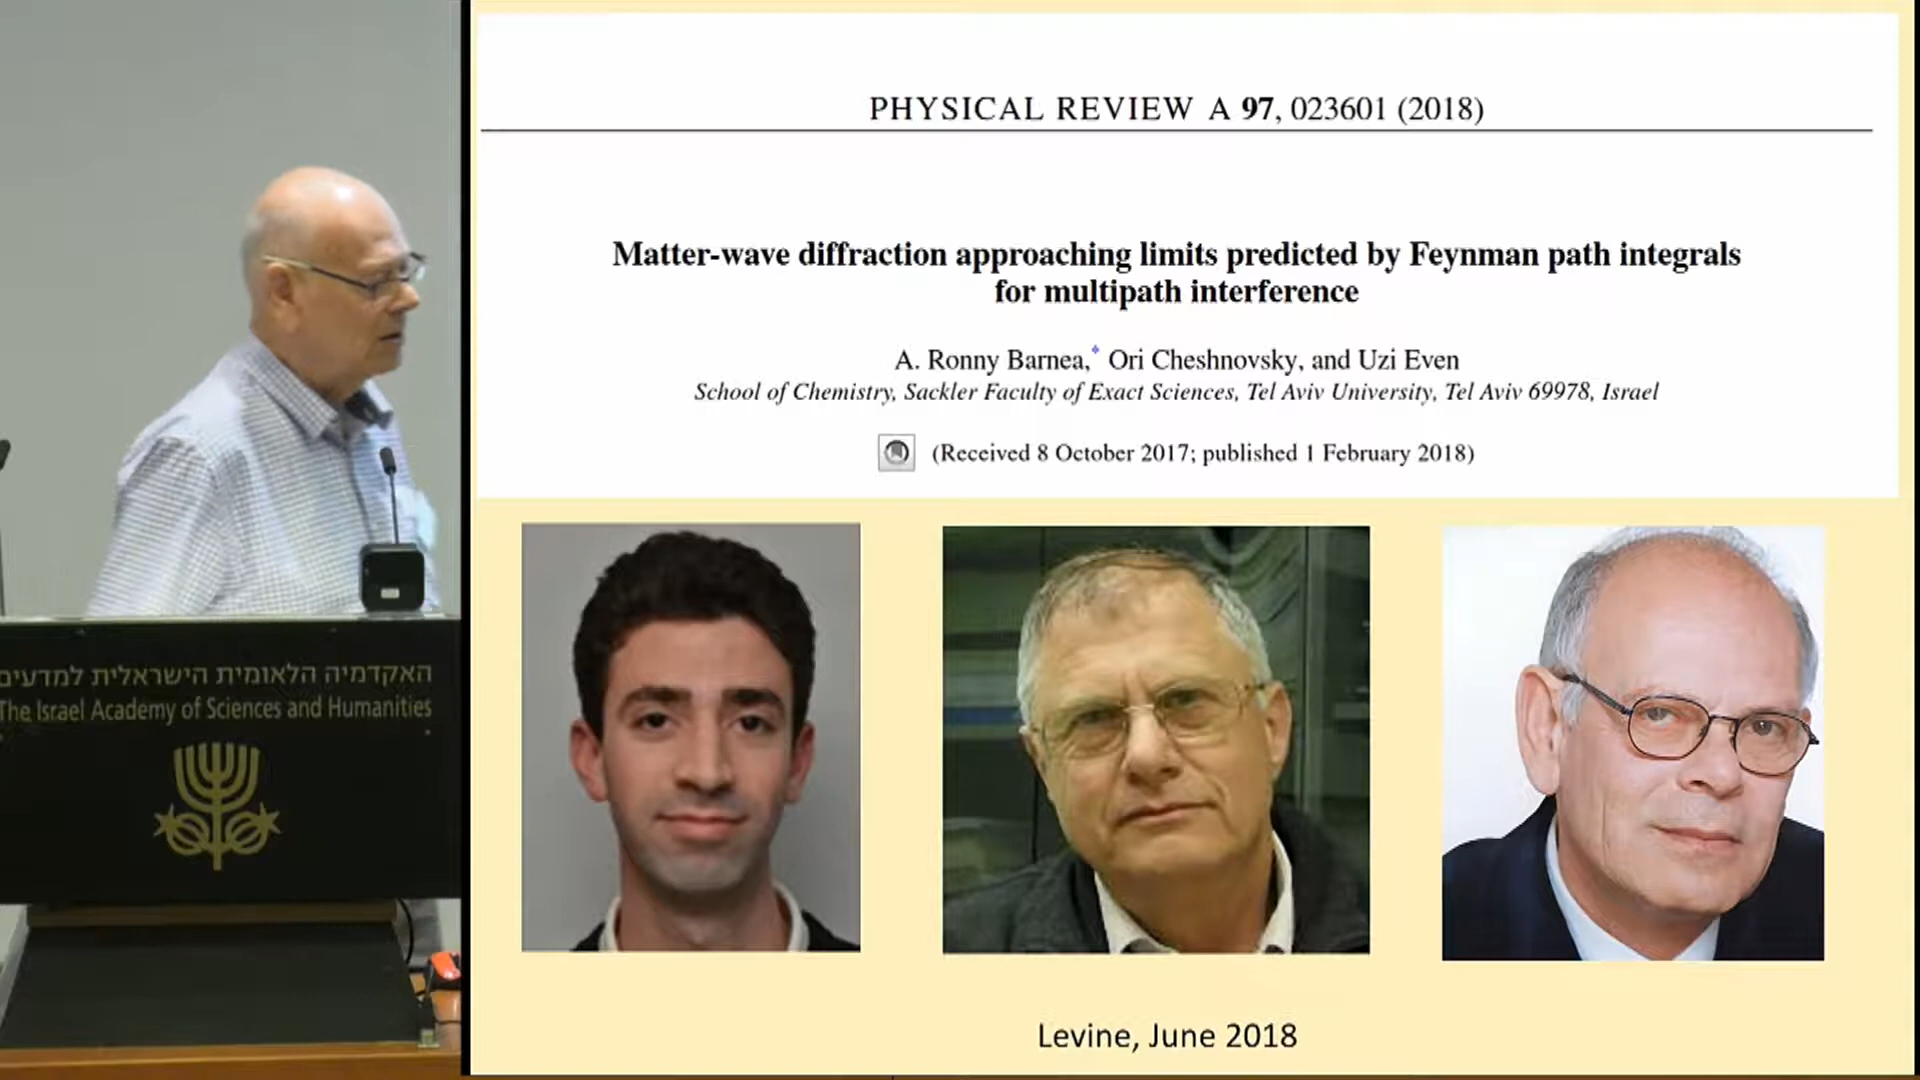 PHYSICAL REVIEW A 97, 023601 (2018)
Matter-wave diffraction approaching limits predicted by Feynman path integrals
for multipath interference
A. Ronny Barnea,* Ori Cheshnovsky, and Uzi Even
School of Chemistry, Sackler Faculty of Exact Sciences, Tel Aviv University, Tel Aviv 69978, Israel
(Received 8 October 2017; published 1 February 2018)
האקדמיה הלאומית הישראלית למדעים
The Israel Academy of Sciences and Humanities
Levine, June 2018